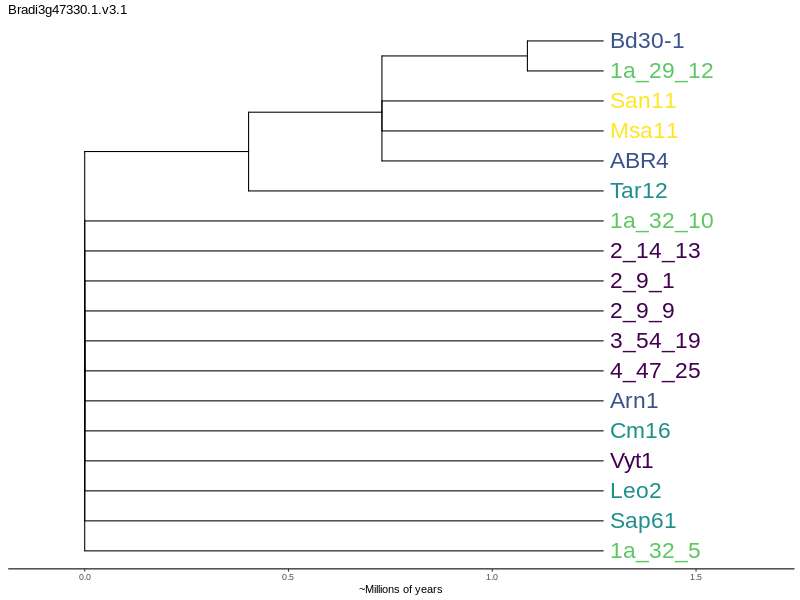 Bradi3g47330.1.v3.1
Bd30-1
1a_29_12
San11
Msa11
ABR4
Tar12
1a_32_10
2_14_13
2_9_1
2_9_9
3_54_19
4_47_25
Arn1
Cm16
Vyt1
Leo2
Sap61
1a_32_5
0.0 0.5 1.0 1.5
~Millions of years